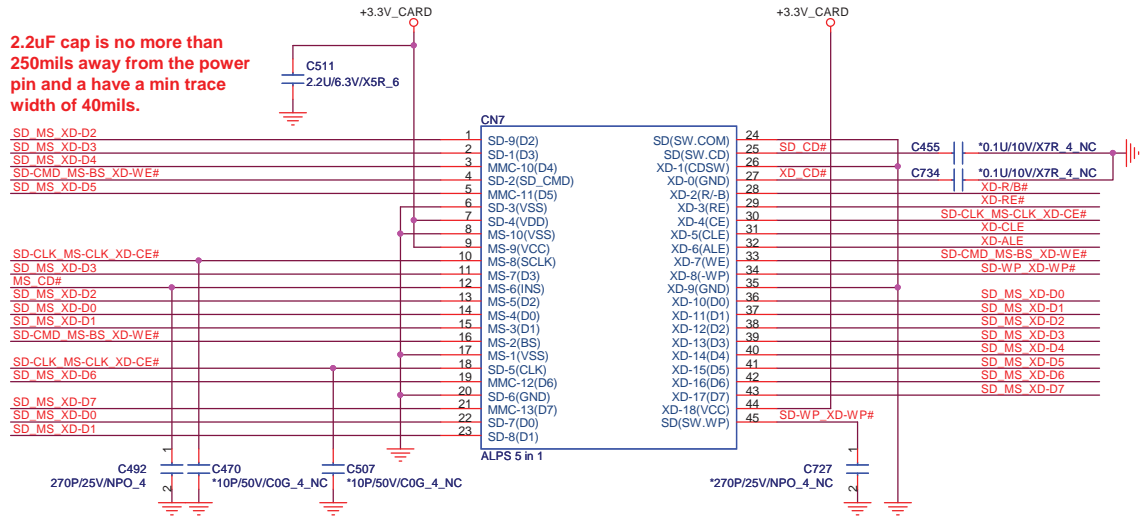 +3.3V_CARD
+3.3V_CARD
2.2uF cap is no more than
250mils away from the power
pin and a have a min trace
width of 40mils.
C511
2.2U/6.3V/X5R_6
CN7
SD_MS_XD-D2 1 SD-9(D2)
SD_MS_XD-D3 2 SD-1(D3)
SD_MS_XD-D4 3 MMC-10(D4)
SD-CMD_MS-BS_XD-WE# 4 SD-2(SD_CMD)
SD_MS_XD-D5 5 MMC-11(D5)
6 SD-3(VSS)
7 SD-4(VDD)
8 MS-10(VSS)
9 MS-9(VCC)
SD-CLK_MS-CLK_XD-CE# 10 MS-8(SCLK)
SD_MS_XD-D3 11 MS-7(D3)
MS_CD# 12 MS-6(INS)
SD_MS_XD-D2 13 MS-5(D2)
SD_MS_XD-D0 14 MS-4(D0)
SD_MS_XD-D1 15 MS-3(D1)
SD-CMD_MS-BS_XD-WE# 16 MS-2(BS)
17 MS-1(VSS)
SD-CLK_MS-CLK_XD-CE# 18 SD-5(CLK)
SD_MS_XD-D6 19 MMC-12(D6)
20 SD-6(GND)
SD_MS_XD-D7 21 MMC-13(D7)
SD_MS_XD-D0 22 SD-7(D0)
SD_MS_XD-D1 23 SD-8(D1)
SD(SW.COM) 24
SD(SW.CD) 25 SD_CD# C455 *0.1U/10V/X7R_4_NC
XD-1(CDSW) 26
XD-0(GND) 27 XD_CD# C734 *0.1U/10V/X7R_4_NC
XD-2(R/-B) 28 XD-R/B#
XD-3(RE) 29 XD-RE#
XD-4(CE) 30 SD-CLK_MS-CLK_XD-CE#
XD-5(CLE) 31 XD-CLE
XD-6(ALE) 32 XD-ALE
XD-7(WE) 33 SD-CMD_MS-BS_XD-WE#
XD-8(-WP) 34 SD-WP_XD-WP#
XD-9(GND) 35
XD-10(D0) 36 SD_MS_XD-D0
XD-11(D1) 37 SD_MS_XD-D1
XD-12(D2) 38 SD_MS_XD-D2
XD-13(D3) 39 SD_MS_XD-D3
XD-14(D4) 40 SD_MS_XD-D4
XD-15(D5) 41 SD_MS_XD-D5
XD-16(D6) 42 SD_MS_XD-D6
XD-17(D7) 43 SD_MS_XD-D7
XD-18(VCC) 44
SD(SW.WP) 45 SD-WP_XD-WP#
ALPS 5 in 1
1
C492
270P/25V/NPO_4
2
C470
*10P/50V/C0G_4_NC
C507
*10P/50V/C0G_4_NC
1
C727
*270P/25V/NPO_4_NC
2